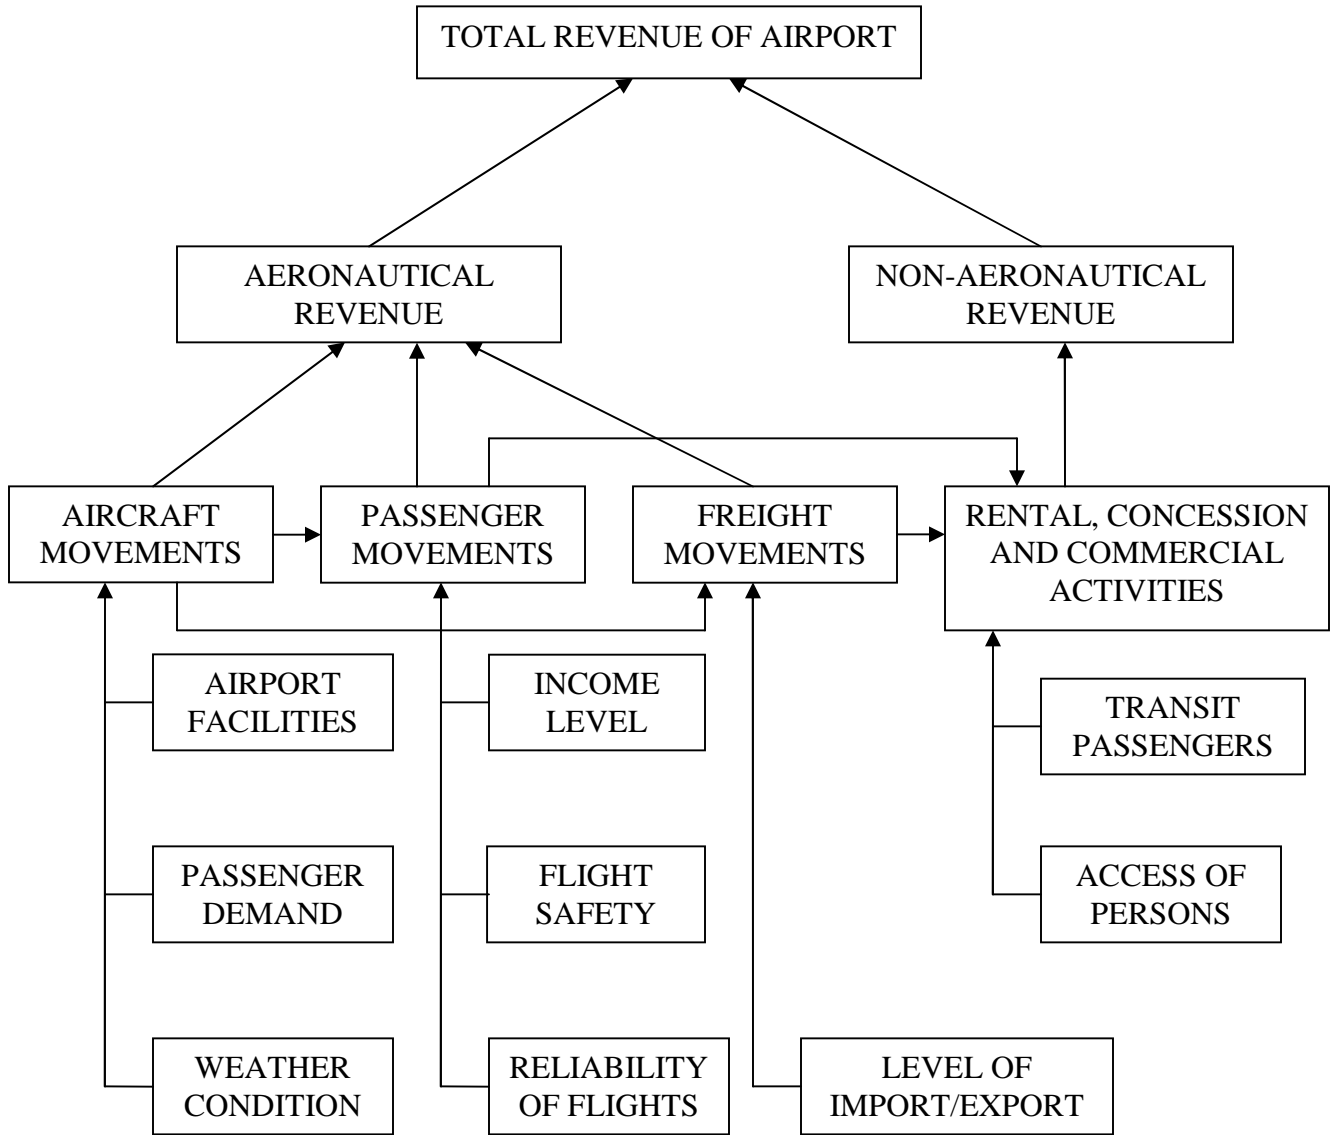 TOTAL REVENUE OF AIRPORT
AERONAUTICAL
REVENUE
NON-AERONAUTICAL
REVENUE
AIRCRAFT
MOVEMENTS
PASSENGER
MOVEMENTS
FREIGHT
MOVEMENTS
RENTAL, CONCESSION
AND COMMERCIAL
ACTIVITIES
AIRPORT
FACILITIES
INCOME
LEVEL
TRANSIT
PASSENGERS
PASSENGER
DEMAND
FLIGHT
SAFETY
ACCESS OF
PERSONS
WEATHER
CONDITION
RELIABILITY
OF FLIGHTS
LEVEL OF
IMPORT/EXPORT